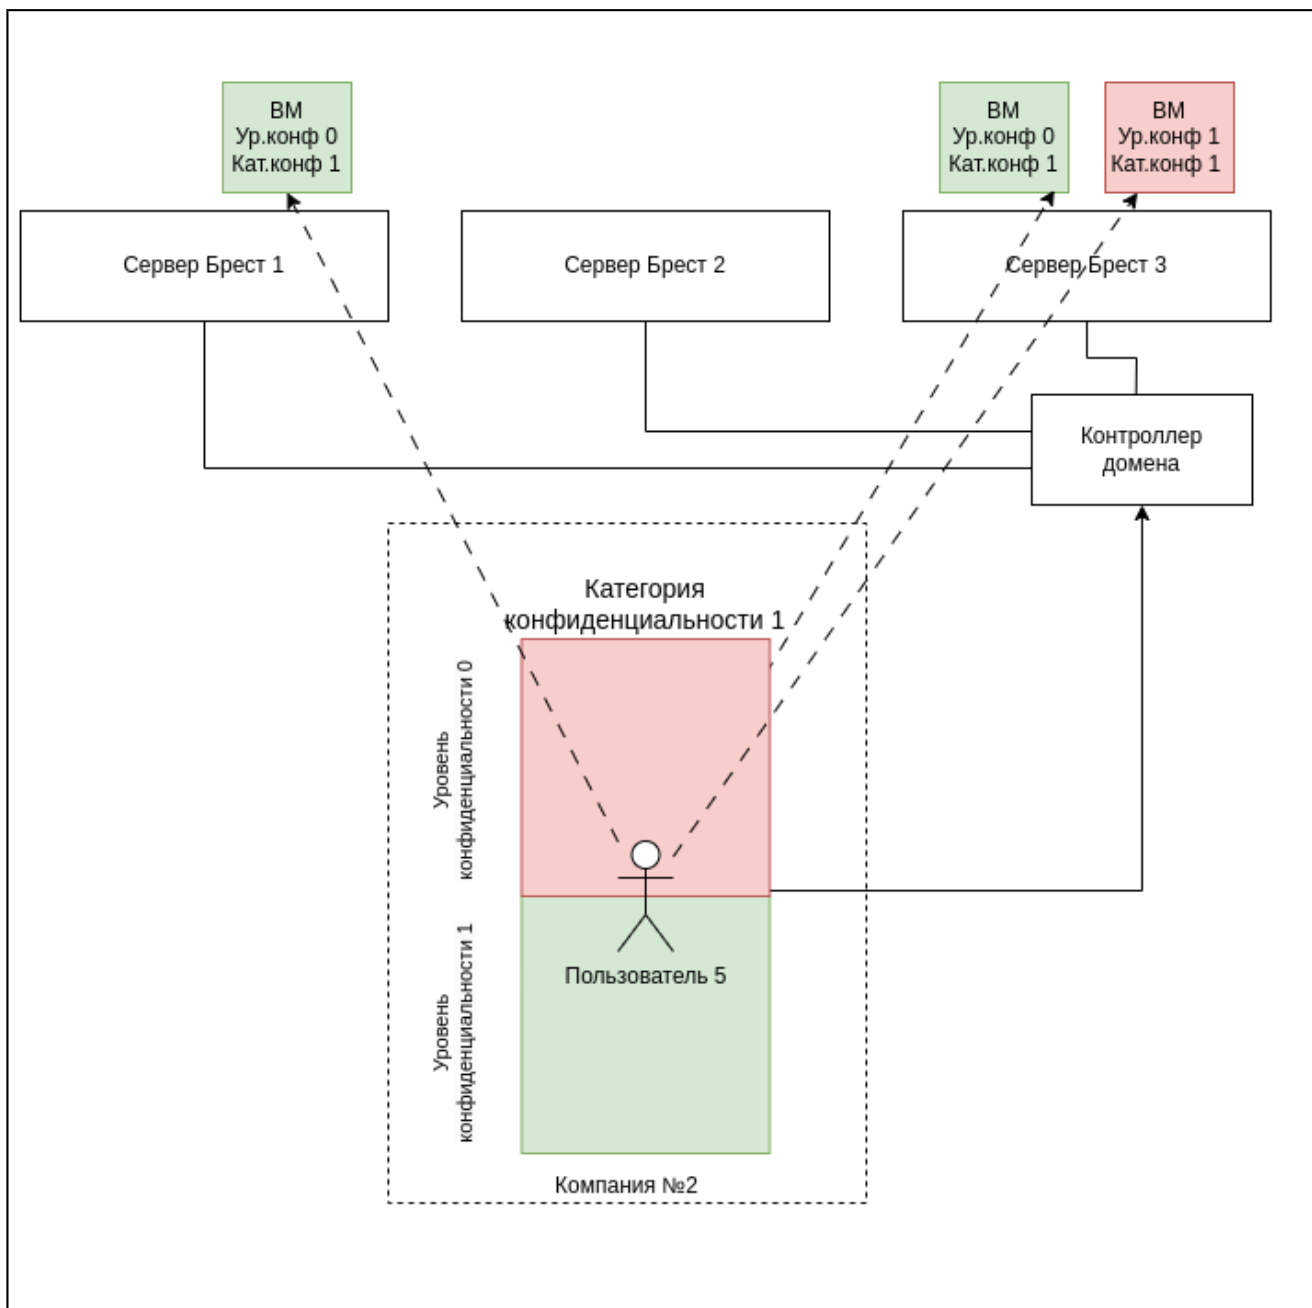 ВМ
Ур.конф 0
Кат.конф 1
ВМ
Ур.конф 0
Кат.конф 1
ВМ
Ур.конф 1
Кат.конф 1
Сервер Брест 1
Сервер Брест 2
Сервер Брест 3
Контроллер
домена
Категория
конфиденциальности 1
Уровень
конфиденциальности 0
Уровень
конфиденциальности 1
Пользователь 5
Компания №2